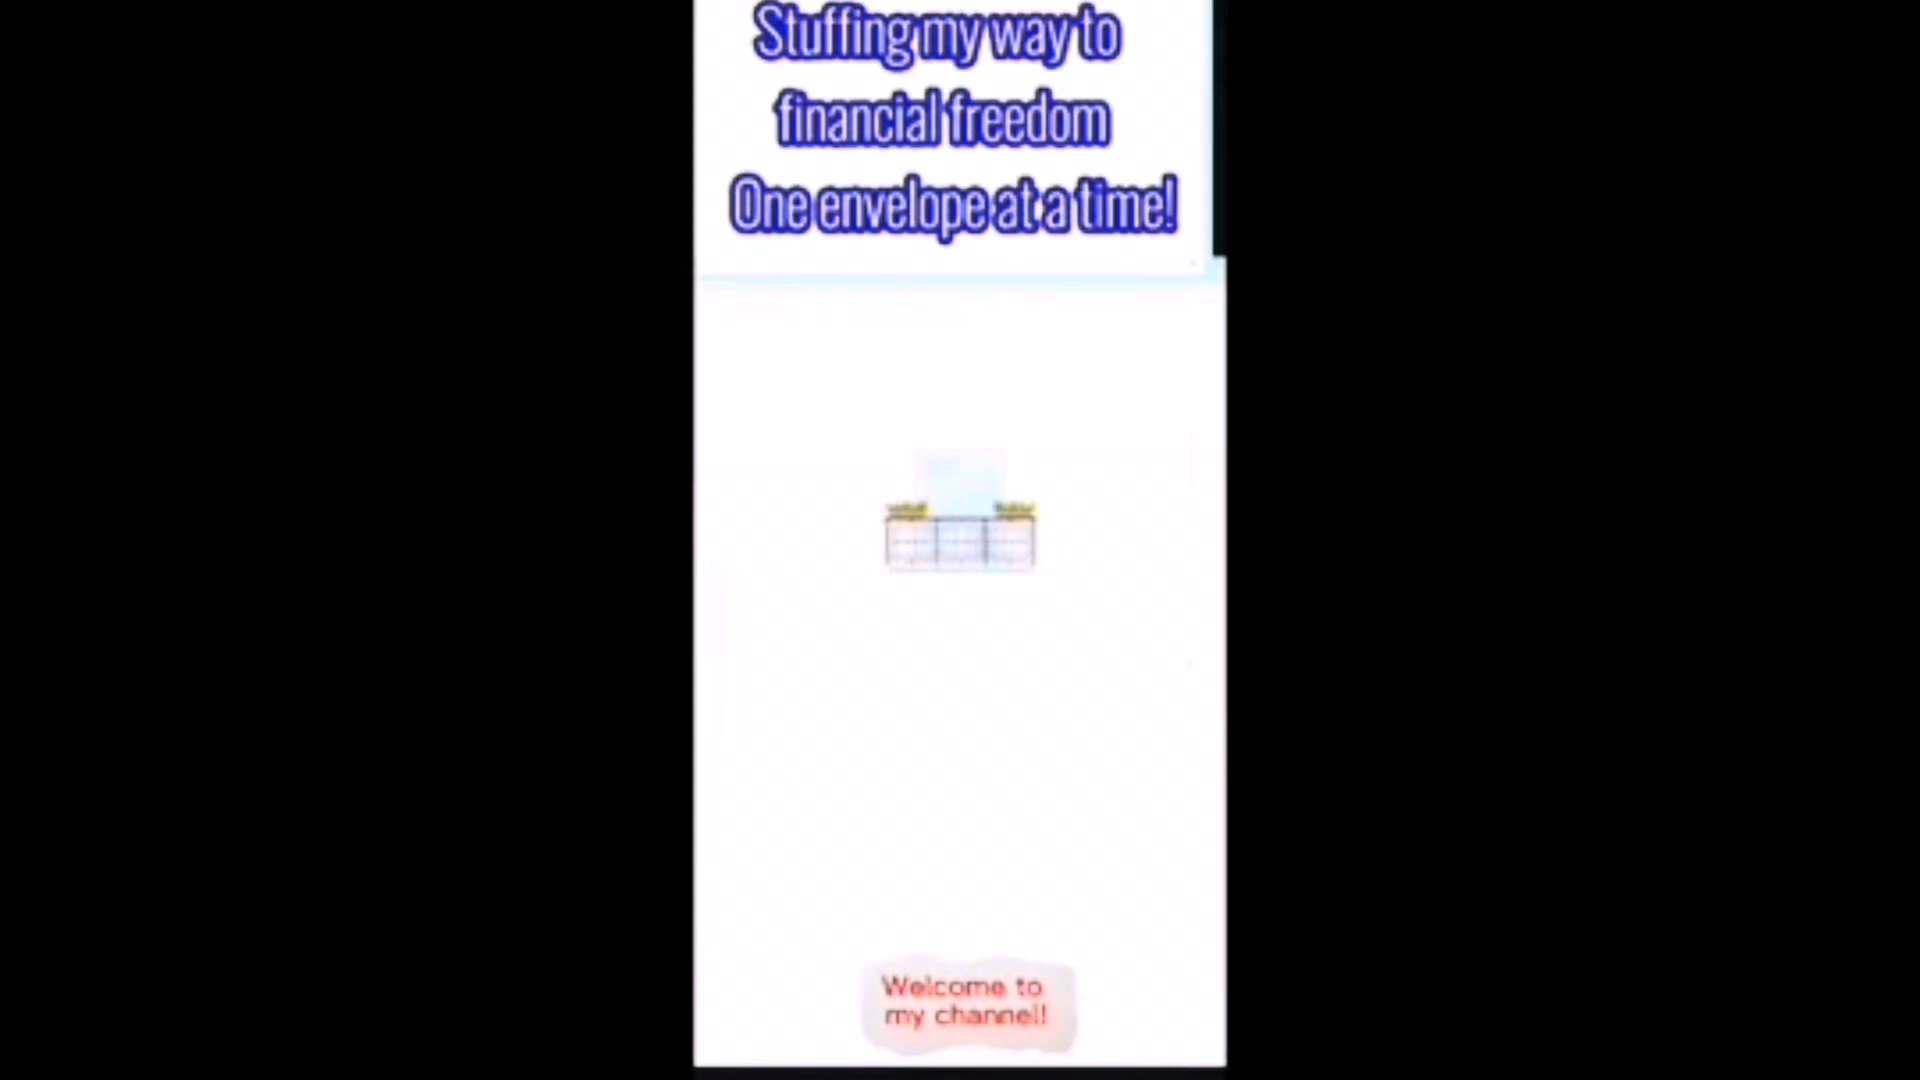 Stuffing my way to
financial freedom
One envelope at a time!
Welcome to
my channel!